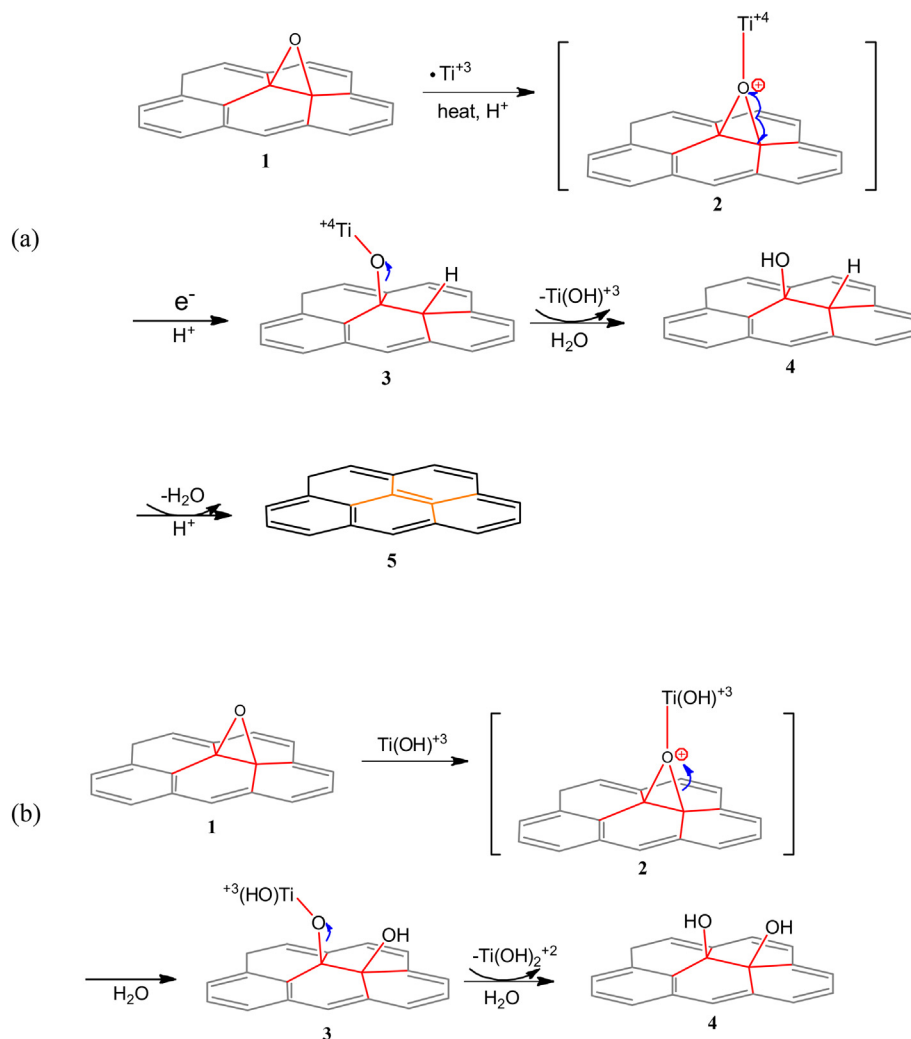 Ti+4
O
•Ti+3
heat, H+
O
+
1
2
(a)
+4Ti
O
H
e-
H+
-Ti(OH)+3
H2O
HO
H
3
4
-H2O
H+
5
Ti(OH)+3
O
Ti(OH)+3
O
+
1
2
(b)
+3(HO)Ti
O
OH
H2O
-Ti(OH)2+2
H2O
HO
OH
3
4